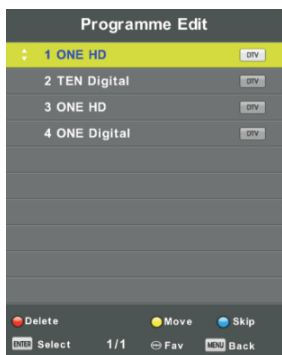 Programme Edit
1 ONE HD DTV
2 TEN Digital DTV
3 ONE HD DTV
4 ONE Digital DTV
Delete Move Skip
ENTER Select 1/1 Fav MENU Back